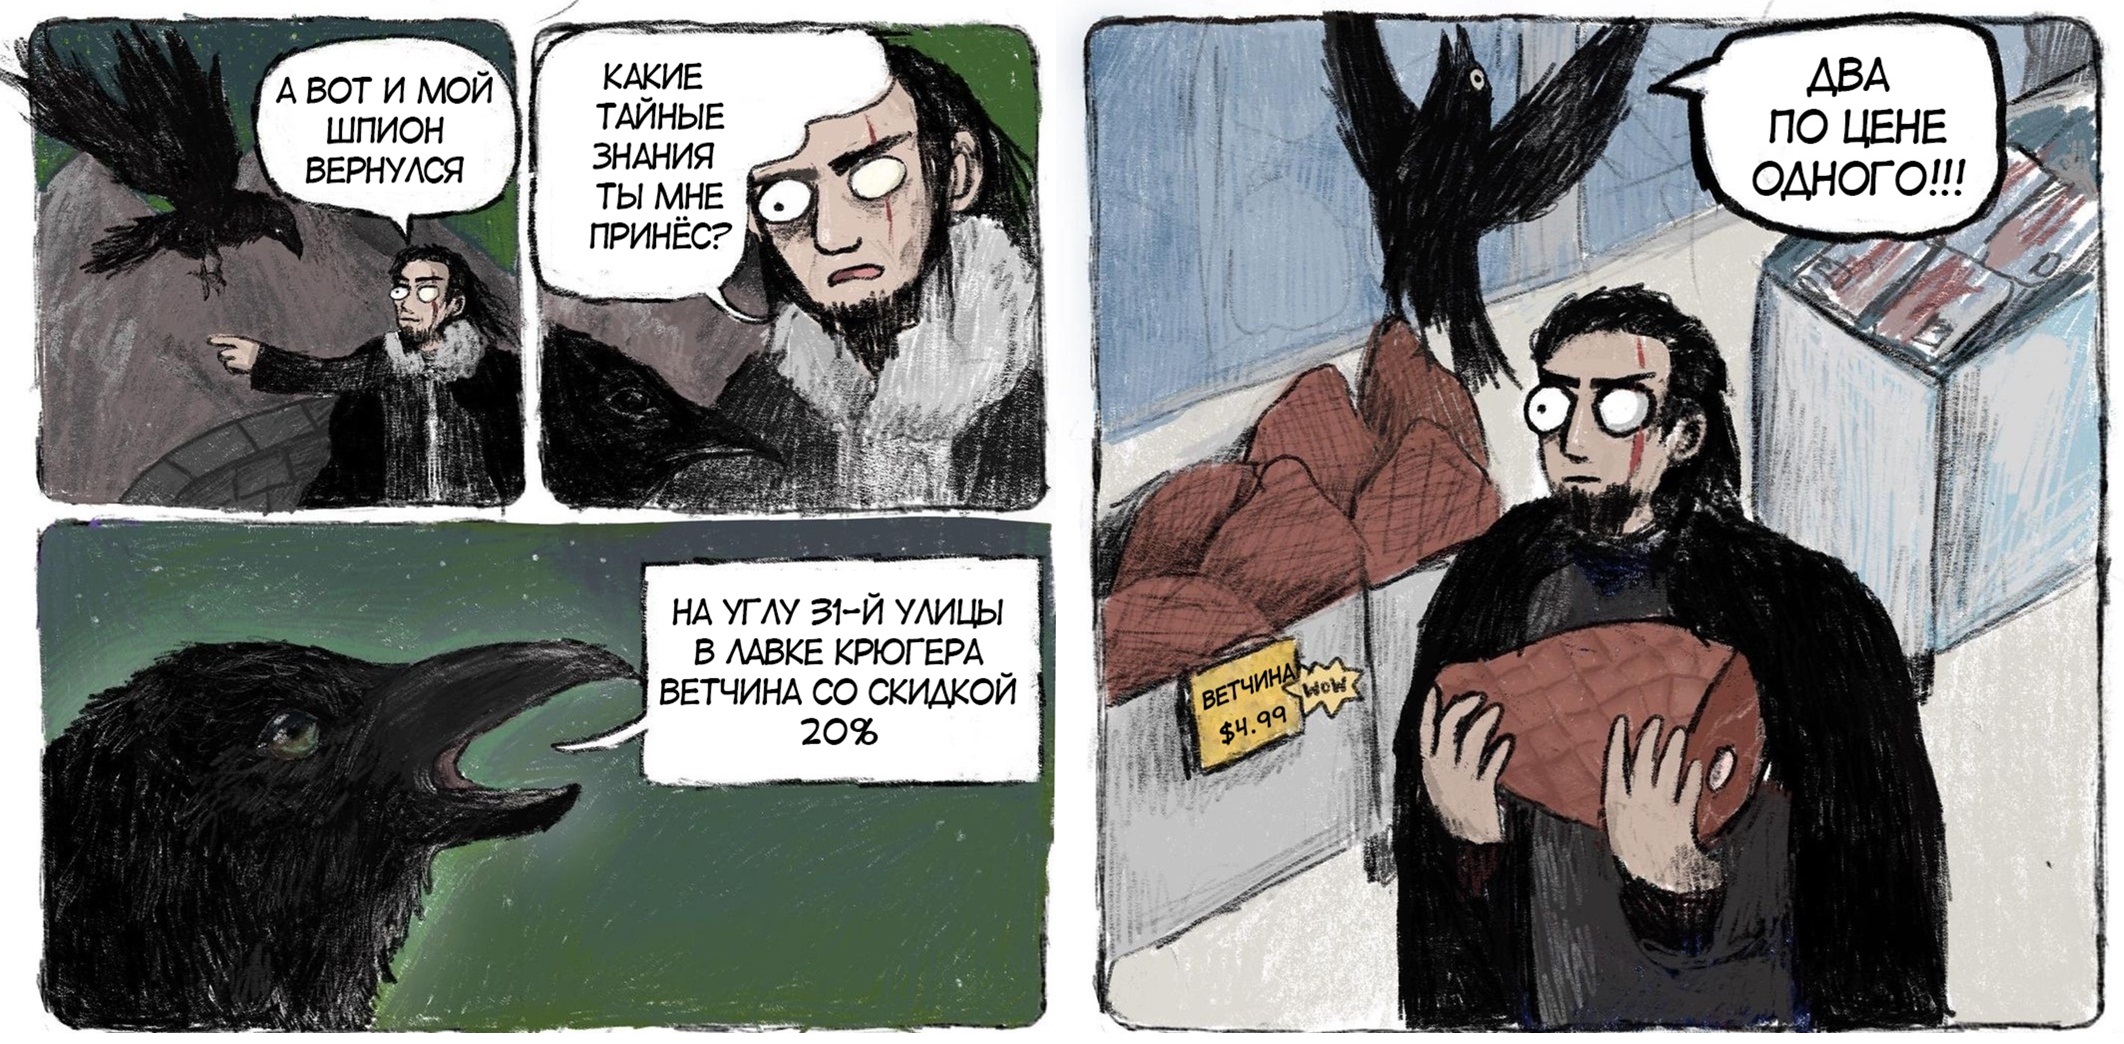 А ВОТ И МОЙ
ШПИОН
ВЕРНУЛСЯ
КАКИЕ
ТАЙНЫЕ
ЗНАНИЯ
ТЫ МНЕ
ПРИНЁС?
НА УГЛУ 31-Й УЛИЦЫ
В ЛАВКЕ КРЮГЕРА
ВЕТЧИНА СО СКИДКОЙ
20%
ДВА
ПО ЦЕНЕ
ОДНОГО!!!
ВЕТЧИНА
WOW
$4.99